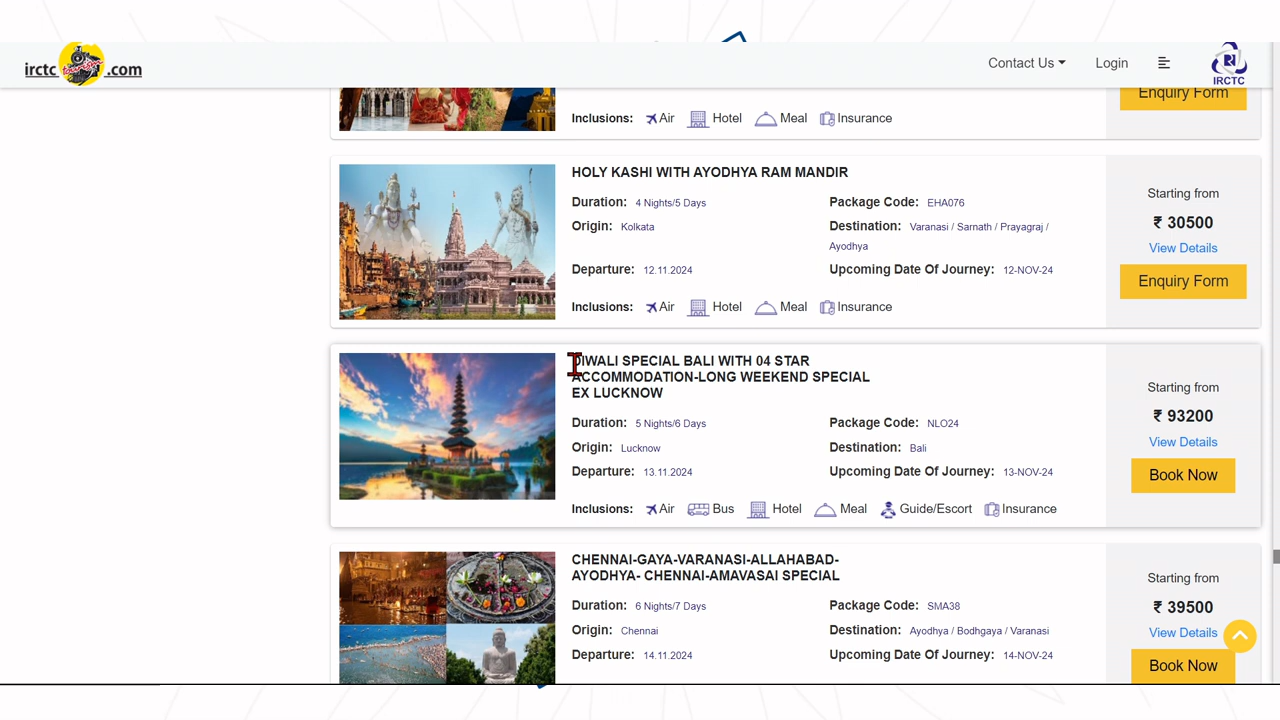 irctc tourism .com
Contact Us
Login
IRCTC
Enquiry Form
Inclusions: Air Hotel Meal Insurance
HOLY KASHI WITH AYODHYA RAM MANDIR
Duration: 4 Nights/5 Days
Package Code: EHA076
Origin: Kolkata
Destination: Varanasi / Sarnath / Prayagraj /
Ayodhya
Departure: 12.11.2024
Upcoming Date Of Journey: 12-NOV-24
Inclusions: Air Hotel Meal Insurance
Starting from
₹ 30500
View Details
Enquiry Form
DIWALI SPECIAL BALI WITH 04 STAR
ACCOMMODATION-LONG WEEKEND SPECIAL
EX LUCKNOW
Duration: 5 Nights/6 Days
Package Code: NLO24
Origin: Lucknow
Destination: Bali
Departure: 13.11.2024
Upcoming Date Of Journey: 13-NOV-24
Inclusions: Air Bus Hotel Meal Guide/Escort Insurance
Starting from
₹ 93200
View Details
Book Now
CHENNAI-GAYA-VARANASI-ALLAHABAD-
AYODHYA- CHENNAI-AMAVASAI SPECIAL
Duration: 6 Nights/7 Days
Package Code: SMA38
Origin: Chennai
Destination: Ayodhya / Bodhgaya / Varanasi
Departure: 14.11.2024
Upcoming Date Of Journey: 14-NOV-24
Starting from
₹ 39500
View Details
Book Now